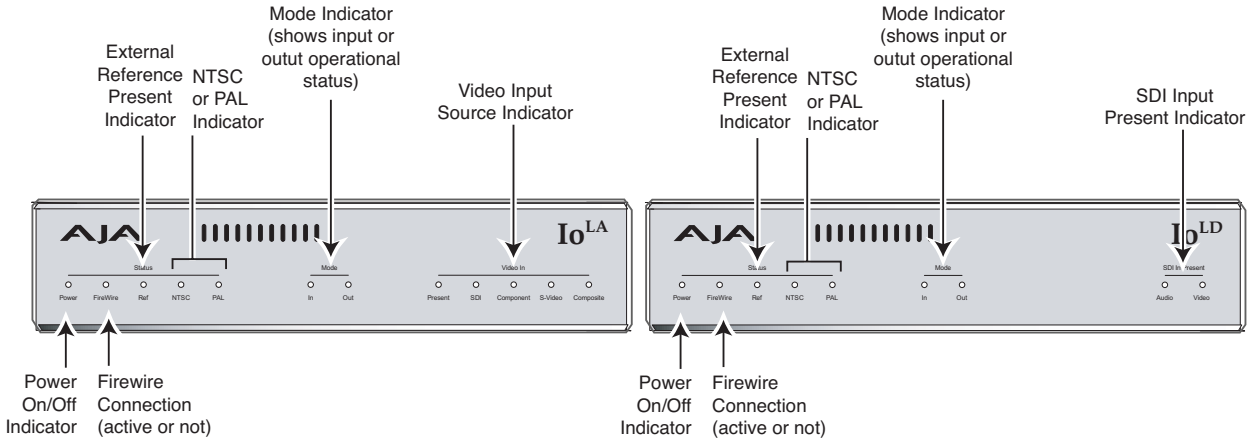 Mode Indicator
(shows input or
outut operational
status)
External
Reference
Present
Indicator
NTSC
or PAL
Indicator
Video Input
Source Indicator
Mode Indicator
(shows input or
outut operational
status)
External
Reference
Present
Indicator
NTSC
or PAL
Indicator
SDI Input
Present Indicator
AJA
IoLA
Status
Mode
Video In
Power FireWire Ref NTSC PAL In Out Present SDI Component S-Video Composite
AJA
IoLD
Status
Mode
SDI In Present
Power FireWire Ref NTSC PAL In Out Audio Video
Power
On/Off
Indicator
Firewire
Connection
(active or not)
Power
On/Off
Indicator
Firewire
Connection
(active or not)